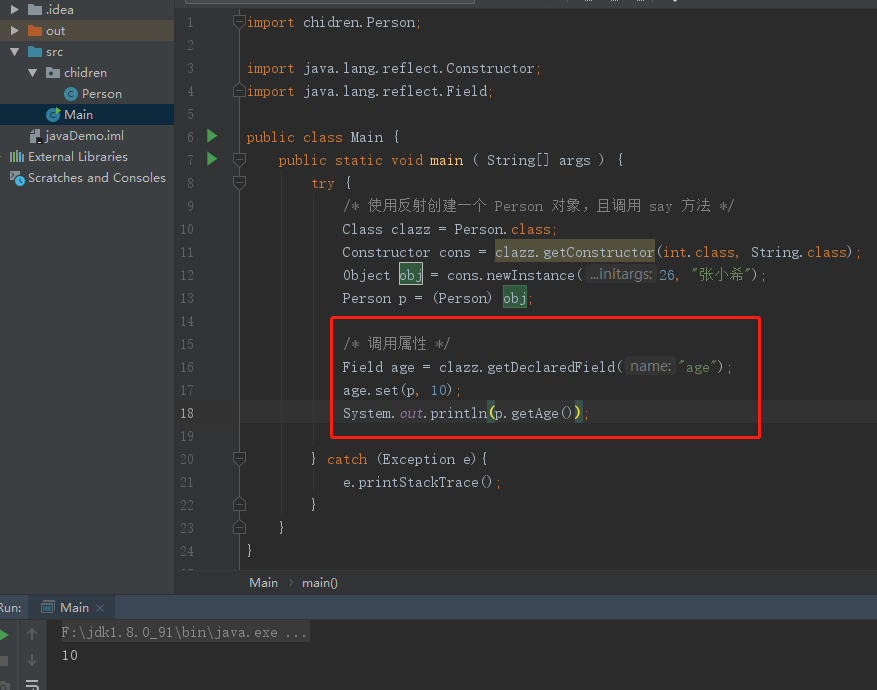 .idea
out
src
chidren
Person
Main
javaDemo.iml
External Libraries
Scratches and Consoles
1 import chidren.Person;
2
3 import java.lang.reflect.Constructor;
4 import java.lang.reflect.Field;
5
6 public class Main {
7 public static void main ( String[] args ) {
8 try {
9 /* 使用反射创建一个 Person 对象，且调用 say 方法 */
10 Class clazz = Person.class;
11 Constructor cons = clazz.getConstructor(int.class, String.class);
12 Object obj = cons.newInstance( ...initargs: 26, "张小希");
13 Person p = (Person) obj;
14
15 /* 调用属性 */
16 Field age = clazz.getDeclaredField( name: "age");
17 age.set(p, 10);
18 System.out.println(p.getAge());
19
20 } catch (Exception e){
21 e.printStackTrace();
22 }
23 }
24 }
Main › main()
Run: Main ×
F:\jdk1.8.0_91\bin\java.exe ...
10